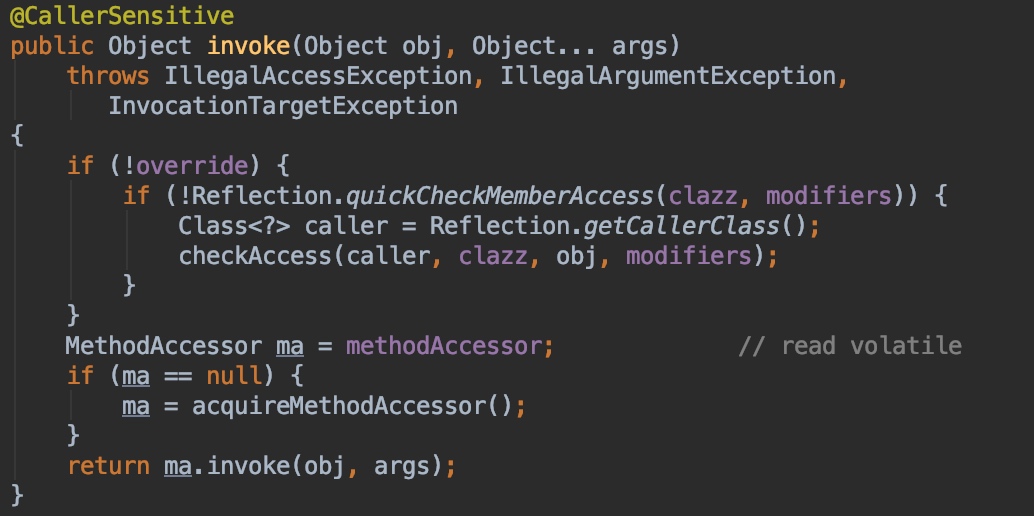 @CallerSensitive
public Object invoke(Object obj, Object... args)
    throws IllegalAccessException, IllegalArgumentException,
       InvocationTargetException
{
    if (!override) {
        if (!Reflection.quickCheckMemberAccess(clazz, modifiers)) {
            Class<?> caller = Reflection.getCallerClass();
            checkAccess(caller, clazz, obj, modifiers);
        }
    }
    MethodAccessor ma = methodAccessor;             // read volatile
    if (ma == null) {
        ma = acquireMethodAccessor();
    }
    return ma.invoke(obj, args);
}